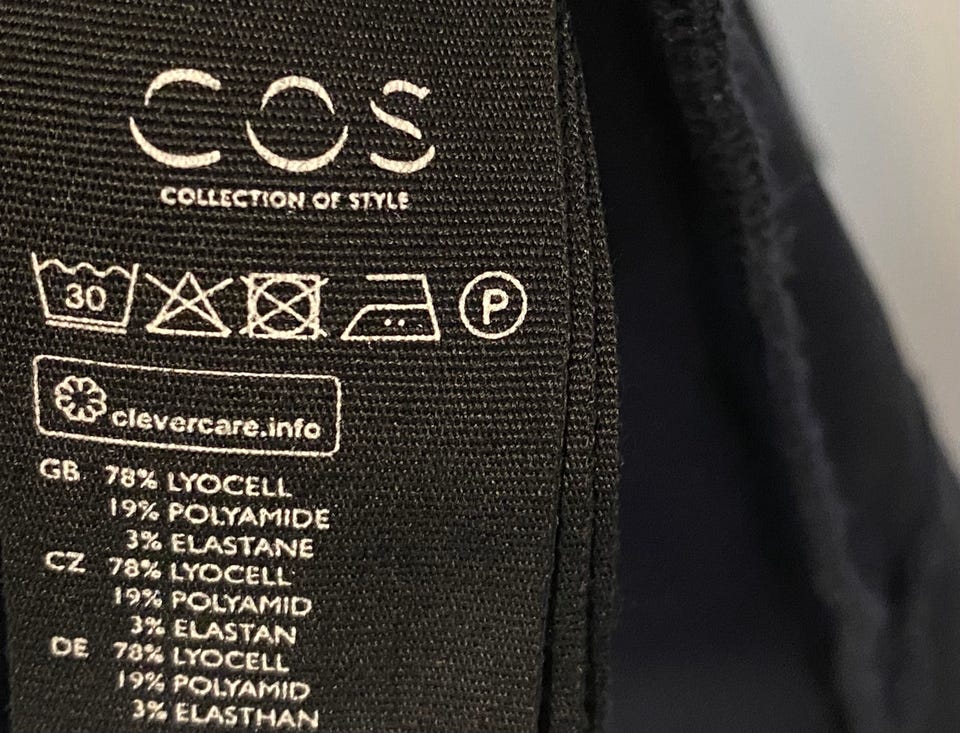 COS
COLLECTION OF STYLE
30 P
clevercare.info
GB 78% LYOCELL
19% POLYAMIDE
3% ELASTANE
CZ 78% LYOCELL
19% POLYAMID
3% ELASTAN
DE 78% LYOCELL
19% POLYAMID
3% ELASTHAN